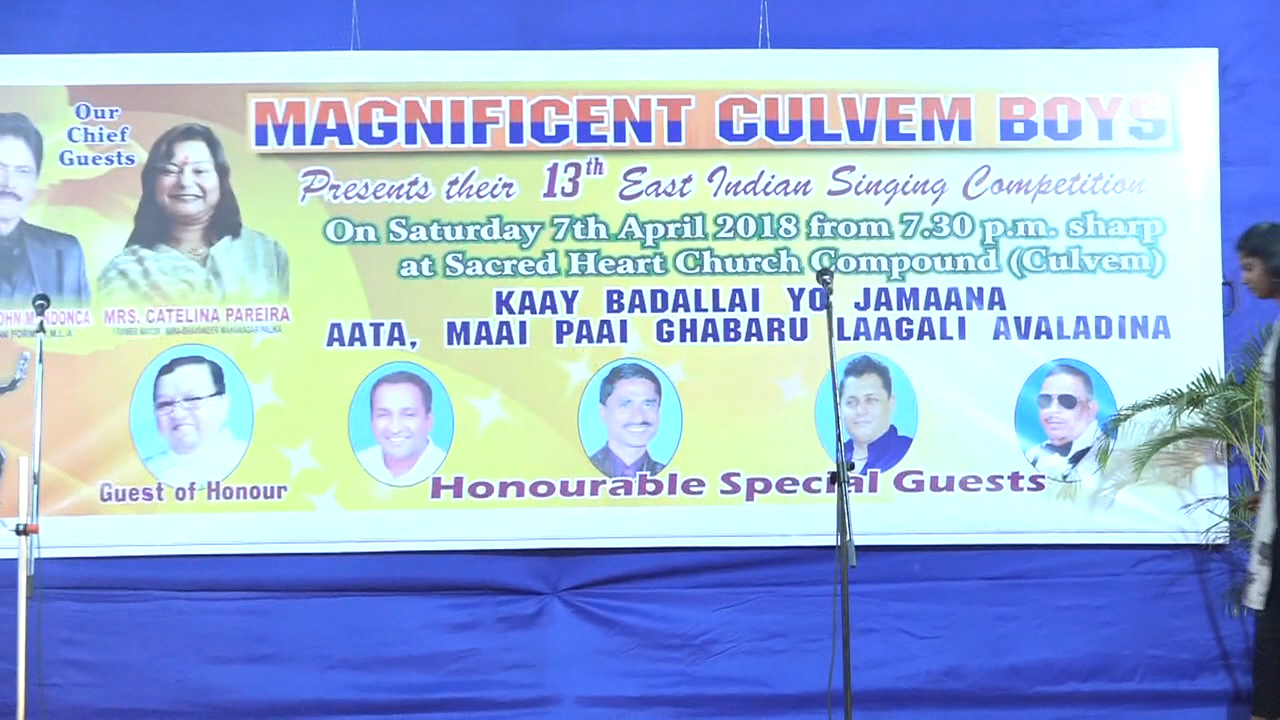 Our
Chief
Guests
MAGNIFICENT CULVEM BOYS
Presents their 13th East Indian Singing Competition
On Saturday 7th April 2018 from 7.30 p.m. sharp
at Sacred Heart Church Compound (Culvem)
KAAY BADALLAI YO JAMAANA
AATA, MAAI PAAI GHABARU LAAGALI AVALADINA
MRS. CATELINA PAREIRA
M.L.A.
Guest of Honour
Honourable Special Guests